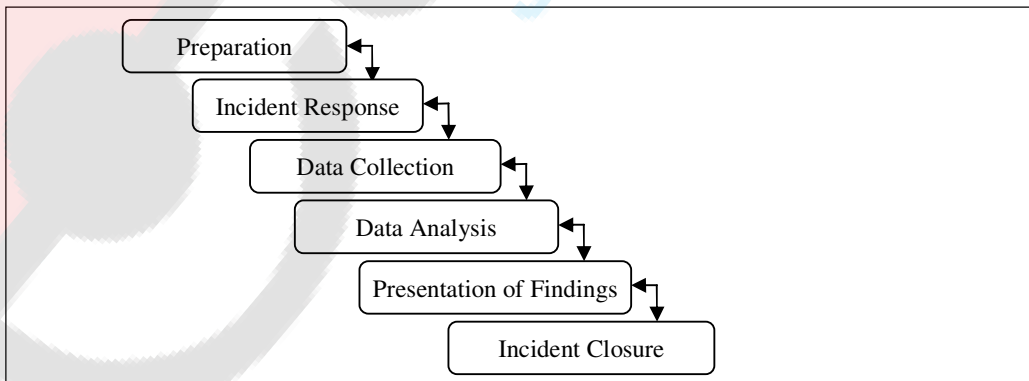 Preparation
Incident Response
Data Collection
Data Analysis
Presentation of Findings
Incident Closure